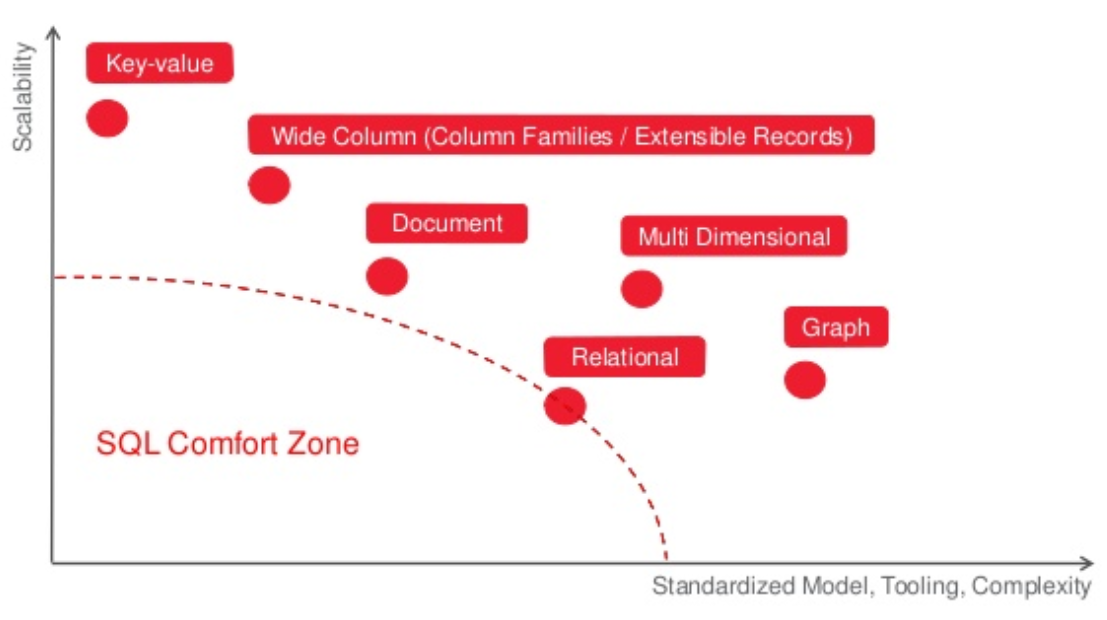 Scalability
Key-value
Wide Column (Column Families / Extensible Records)
Document
Multi Dimensional
Graph
Relational
SQL Comfort Zone
Standardized Model, Tooling, Complexity